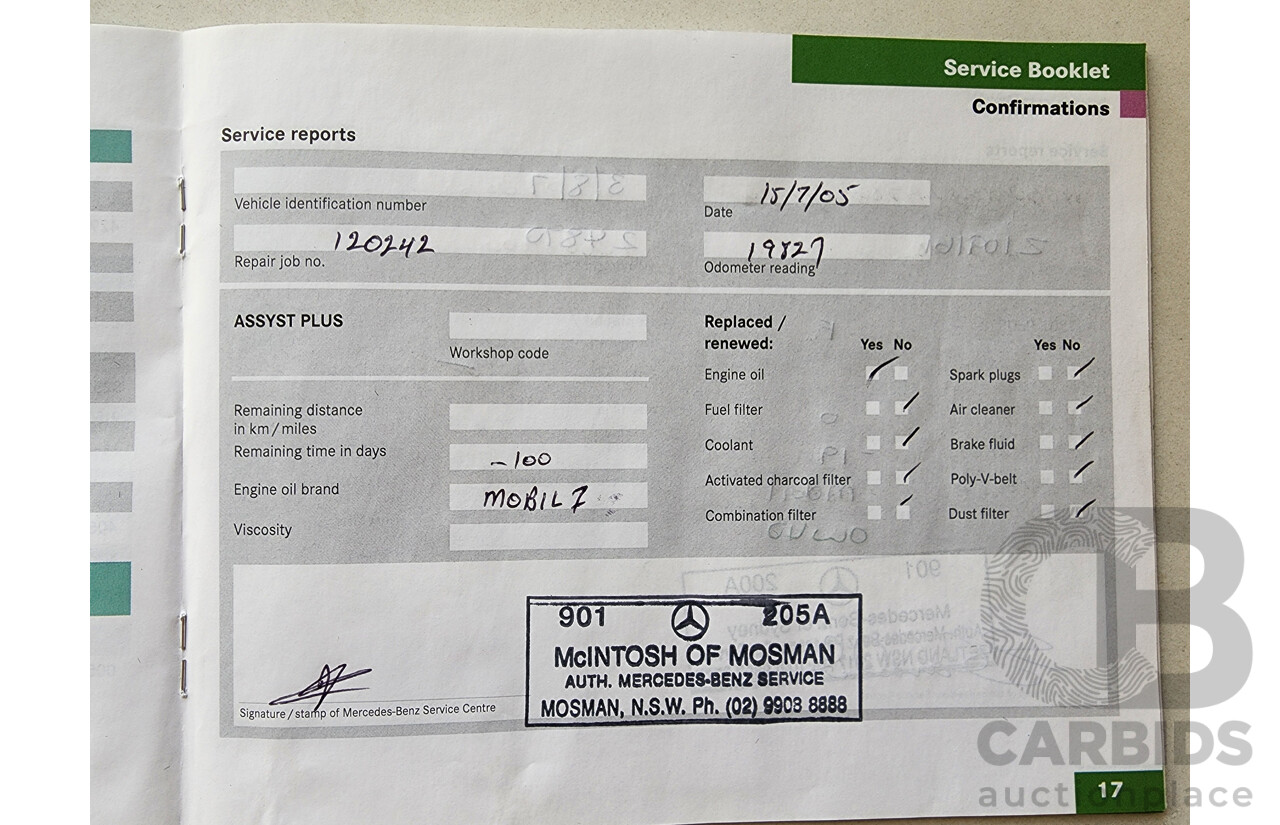 Service Booklet
Confirmations
Service reports
Vehicle identification number
15/7/05
Date
120242
Repair job no.
19827
Odometer reading
ASSYST PLUS
Workshop code
Replaced /
renewed:
Yes No
Yes No
Engine oil
Spark plugs
Remaining distance
in km/miles
Fuel filter
Air cleaner
Remaining time in days
-100
Coolant
Brake fluid
Engine oil brand
MOBIL 1
Activated charcoal filter
Poly-V-belt
Viscosity
Combination filter
Dust filter
901 205A
McINTOSH OF MOSMAN
AUTH. MERCEDES-BENZ SERVICE
MOSMAN, N.S.W. Ph. (02) 9908 8888
Signature/stamp of Mercedes-Benz Service Centre
CB
CARBIDS
auctionplace
17